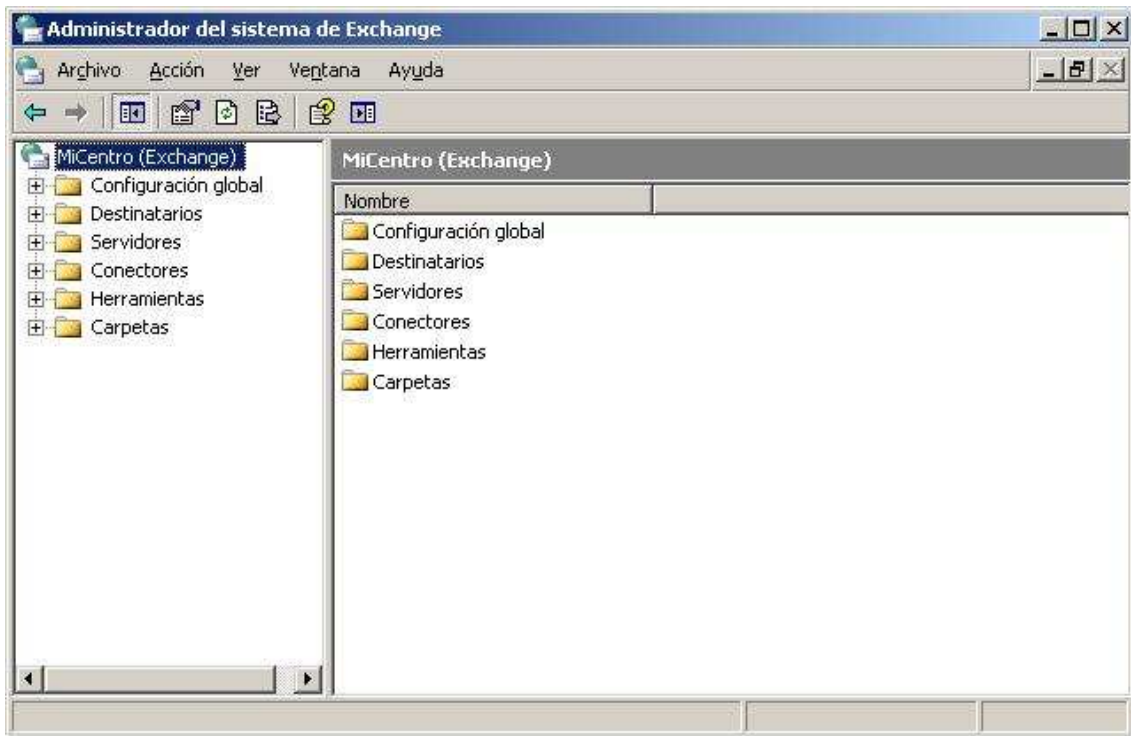 Administrador del sistema de Exchange
Archivo Acción Ver Ventana Ayuda
MiCentro (Exchange)
Configuración global
Destinatarios
Servidores
Conectores
Herramientas
Carpetas
MiCentro (Exchange)
Nombre
Configuración global
Destinatarios
Servidores
Conectores
Herramientas
Carpetas